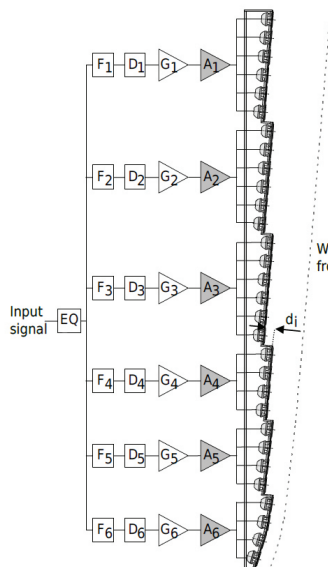 F1 D1 G1 A1
F2 D2 G2 A2
W
fro
F3 D3 G3 A3
di
Input
signal
EQ
F4 D4 G4 A4
F5 D5 G5 A5
F6 D6 G6 A6